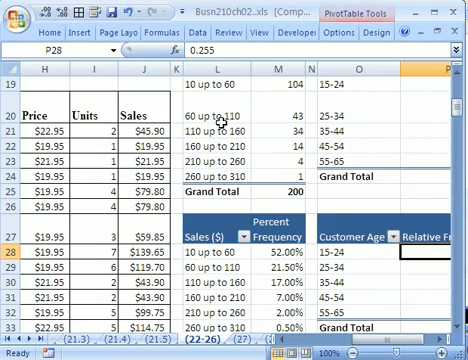 Busn210ch02..xls [Comp... PivotTable Tools
Home Insert Page Layo Formulas Data Review View Developer Options Design
P28 fx 0.255
H I J K L M N O P
19 10 up to 60 104 15-24
20 Price Units Sales 60 up to 110 43 25-34
21 $22.95 2 $45.90 110 up to 160 34 35-44
22 $21.95 1 $21.95 160 up to 210 14 45-54
23 $19.95 1 $19.95 210 up to 260 4 55-65
24 $19.95 1 $19.95 260 up to 310 1 Grand Total
25 $19.95 4 $79.80 Grand Total 200
26 $19.95 4 $79.80
27 $19.95 3 $59.85 Sales ($) Percent Frequency Customer Age Relative Fr
28 $19.95 7 $139.65 10 up to 60 52.00% 15-24
29 $19.95 6 $119.70 60 up to 110 21.50% 25-34
30 $21.95 2 $43.90 110 up to 160 17.00% 35-44
31 $21.95 2 $43.90 160 up to 210 7.00% 45-54
32 $19.95 5 $99.75 210 up to 260 2.00% 55-65
33 $22.95 5 $114.75 260 up to 310 0.50% Grand Total
(21.3) (21.4) (21.5) (22-26) (27)
Ready 100%